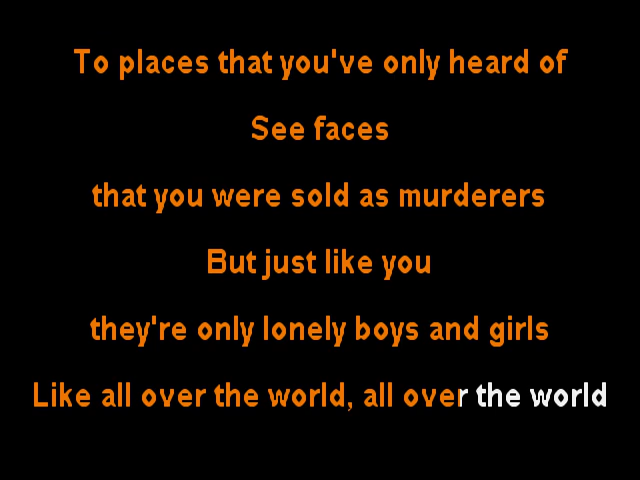 To places that you've only heard of
See faces
that you were sold as murderers
But just like you
they're only lonely boys and girls
Like all over the world, all over the world